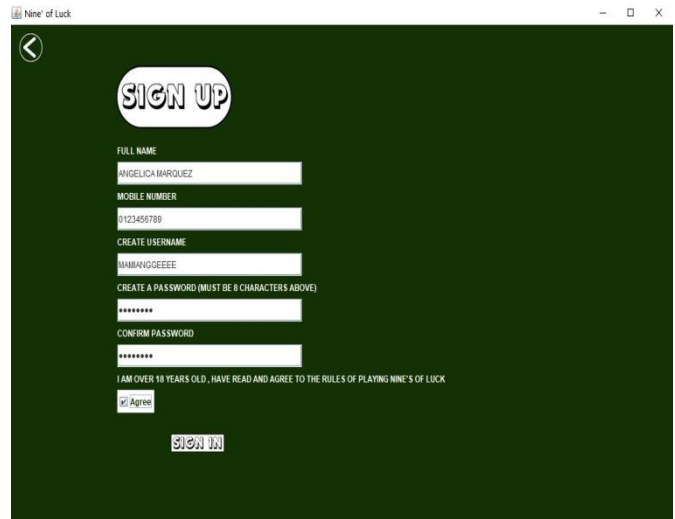 Nine' of Luck
SIGN UP
FULL NAME
ANGELICA MARQUEZ
MOBILE NUMBER
0123456789
CREATE USERNAME
MAMIANGGEEEE
CREATE A PASSWORD (MUST BE 8 CHARACTERS ABOVE)
••••••••
CONFIRM PASSWORD
••••••••
I AM OVER 18 YEARS OLD , HAVE READ AND AGREE TO THE RULES OF PLAYING NINE'S OF LUCK
Agree
SIGN IN